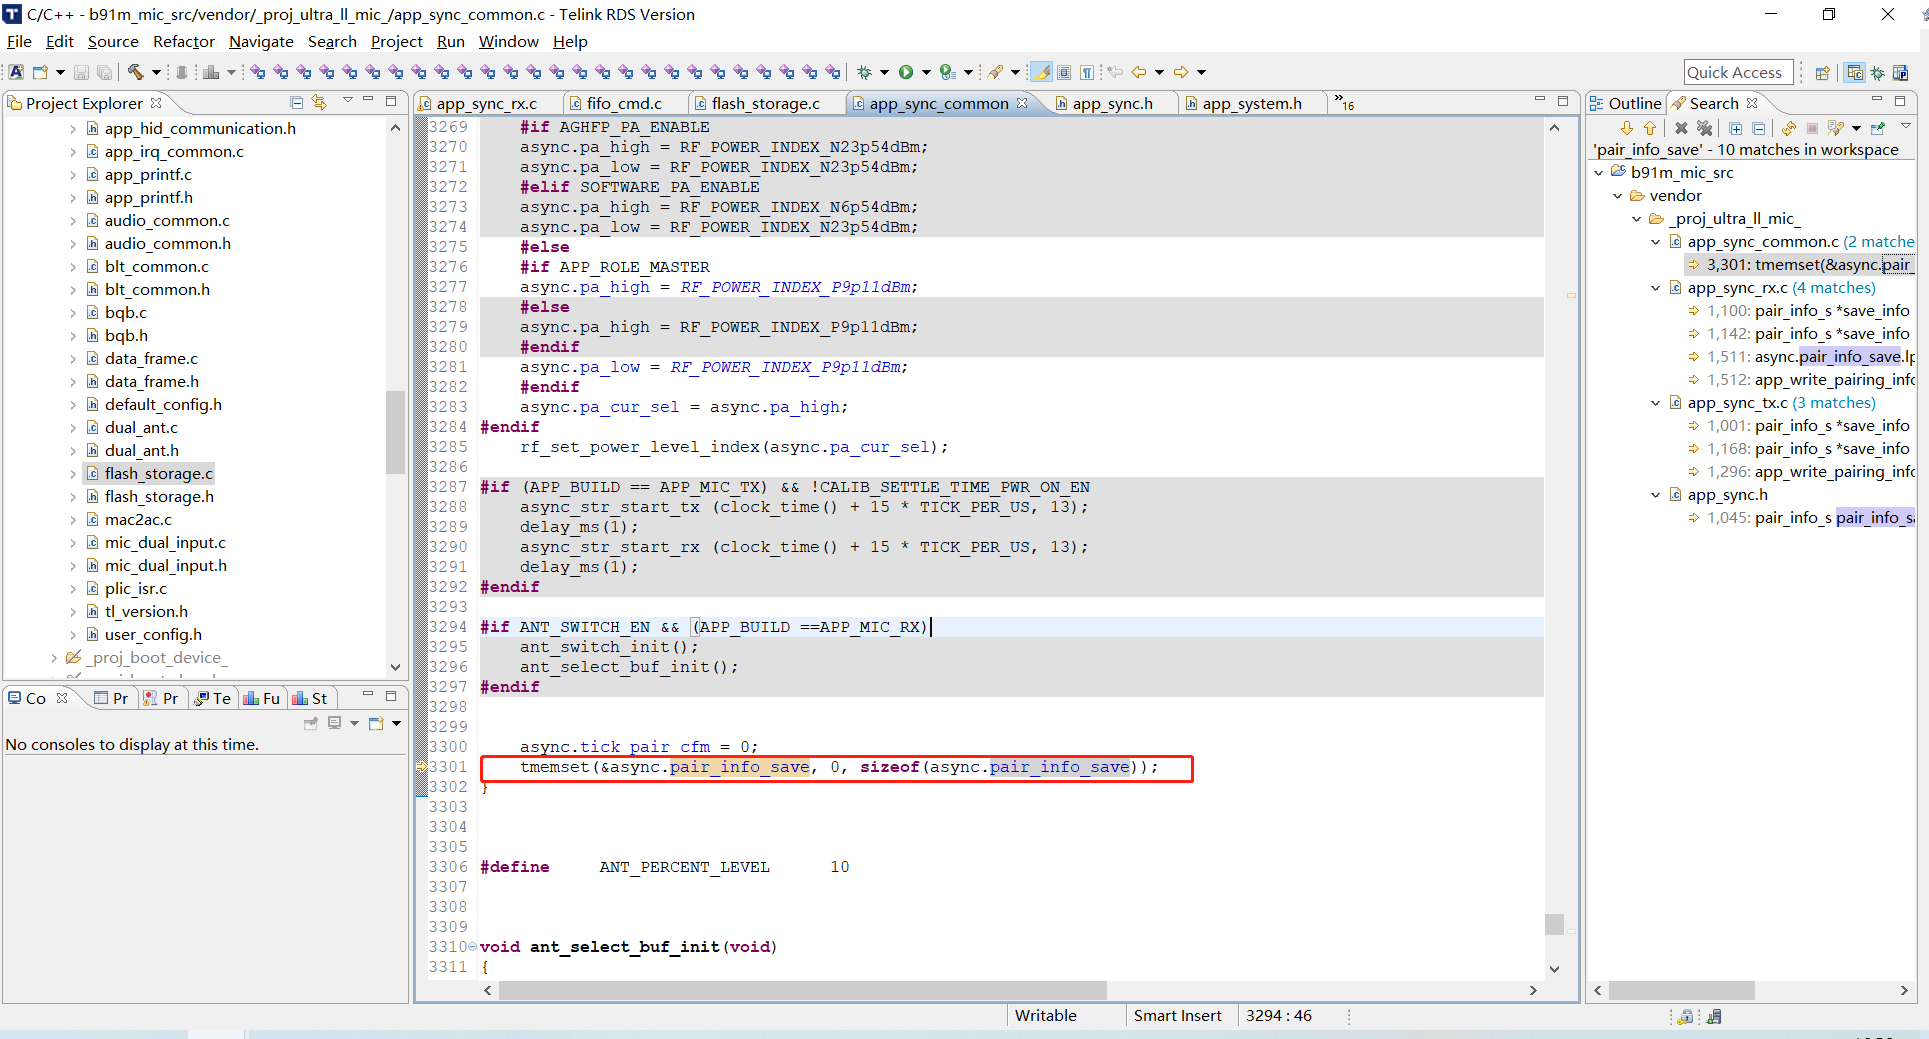 C/C++ - b91m_mic_src/vendor/_proj_ultra_ll_mic_/app_sync_common.c - Telink RDS Version
File Edit Source Refactor Navigate Search Project Run Window Help
Quick Access
Project Explorer
app_hid_communication.h
app_irq_common.c
app_printf.c
app_printf.h
audio_common.c
audio_common.h
blt_common.c
blt_common.h
bqb.c
bqb.h
data_frame.c
data_frame.h
default_config.h
dual_ant.c
dual_ant.h
flash_storage.c
flash_storage.h
mac2ac.c
mic_dual_input.c
mic_dual_input.h
plic_isr.c
tl_version.h
user_config.h
_proj_boot_device_
Co Pr Pr Te Fu St
No consoles to display at this time.
app_sync_rx.c fifo_cmd.c flash_storage.c app_sync_common app_sync.h app_system.h »16
3269 #if AGHFP_PA_ENABLE
3270 async.pa_high = RF_POWER_INDEX_N23p54dBm;
3271 async.pa_low = RF_POWER_INDEX_N23p54dBm;
3272 #elif SOFTWARE_PA_ENABLE
3273 async.pa_high = RF_POWER_INDEX_N6p54dBm;
3274 async.pa_low = RF_POWER_INDEX_N23p54dBm;
3275 #else
3276 #if APP_ROLE_MASTER
3277 async.pa_high = RF_POWER_INDEX_P9p11dBm;
3278 #else
3279 async.pa_high = RF_POWER_INDEX_P9p11dBm;
3280 #endif
3281 async.pa_low = RF_POWER_INDEX_P9p11dBm;
3282 #endif
3283 async.pa_cur_sel = async.pa_high;
3284 #endif
3285 rf_set_power_level_index(async.pa_cur_sel);
3286
3287 #if (APP_BUILD == APP_MIC_TX) && !CALIB_SETTLE_TIME_PWR_ON_EN
3288 async_str_start_tx (clock_time() + 15 * TICK_PER_US, 13);
3289 delay_ms(1);
3290 async_str_start_rx (clock_time() + 15 * TICK_PER_US, 13);
3291 delay_ms(1);
3292 #endif
3293
3294 #if ANT_SWITCH_EN && (APP_BUILD ==APP_MIC_RX)
3295 ant_switch_init();
3296 ant_select_buf_init();
3297 #endif
3298
3299
3300 async.tick_pair_cfm = 0;
3301 tmemset(&async.pair_info_save, 0, sizeof(async.pair_info_save));
3302 }
3303
3304
3305
3306 #define ANT_PERCENT_LEVEL 10
3307
3308
3309
3310 void ant_select_buf_init(void)
3311 {
Outline Search
'pair_info_save' - 10 matches in workspace
b91m_mic_src
vendor
_proj_ultra_ll_mic_
app_sync_common.c (2 matche
3,301: tmemset(&async.pair_
app_sync_rx.c (4 matches)
1,100: pair_info_s *save_info
1,142: pair_info_s *save_info
1,511: async.pair_info_save.lp
1,512: app_write_pairing_info
app_sync_tx.c (3 matches)
1,001: pair_info_s *save_info
1,168: pair_info_s *save_info
1,296: app_write_pairing_info
app_sync.h
1,045: pair_info_s pair_info_sa
Writable Smart Insert 3294 : 46